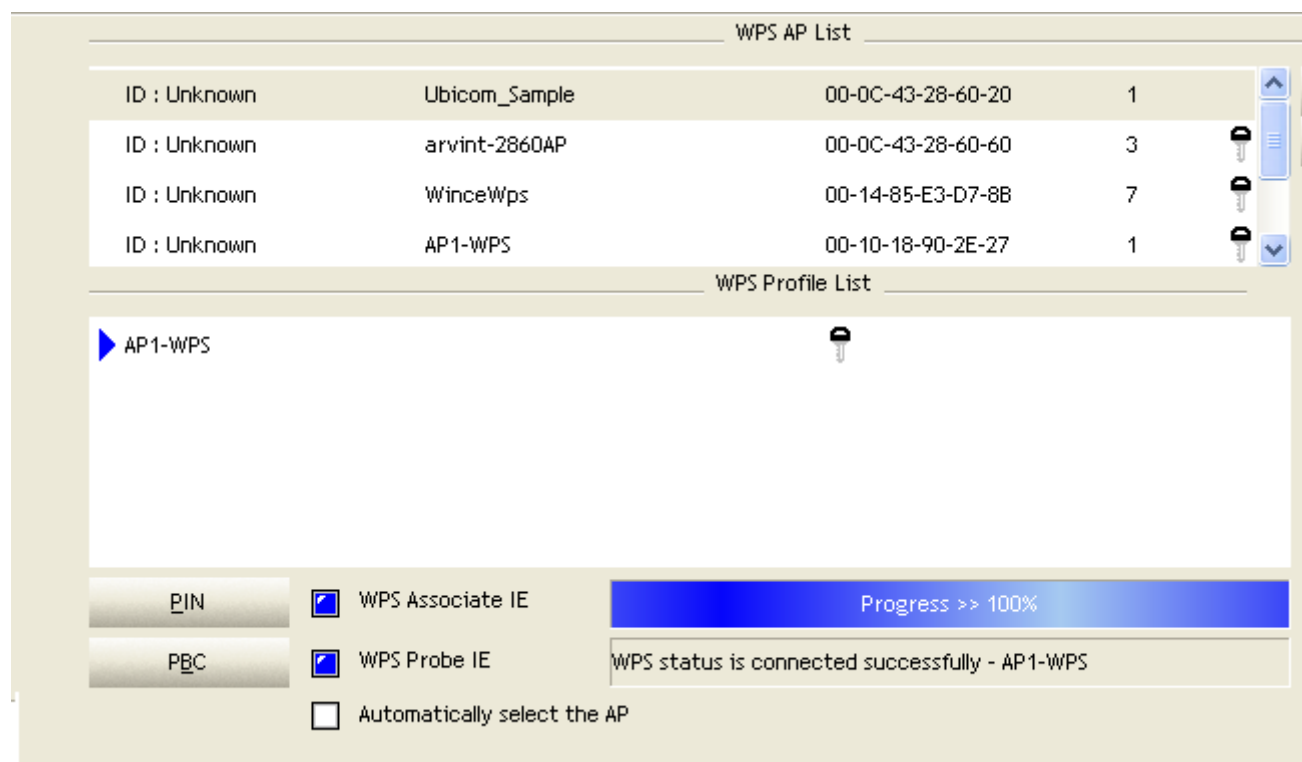 WPS AP List
ID : Unknown Ubicom_Sample 00-0C-43-28-60-20 1
ID : Unknown arvint-2860AP 00-0C-43-28-60-60 3
ID : Unknown WinceWps 00-14-85-E3-D7-8B 7
ID : Unknown AP1-WPS 00-10-18-90-2E-27 1
WPS Profile List
AP1-WPS
PIN WPS Associate IE Progress >> 100%
PBC WPS Probe IE WPS status is connected successfully - AP1-WPS
Automatically select the AP